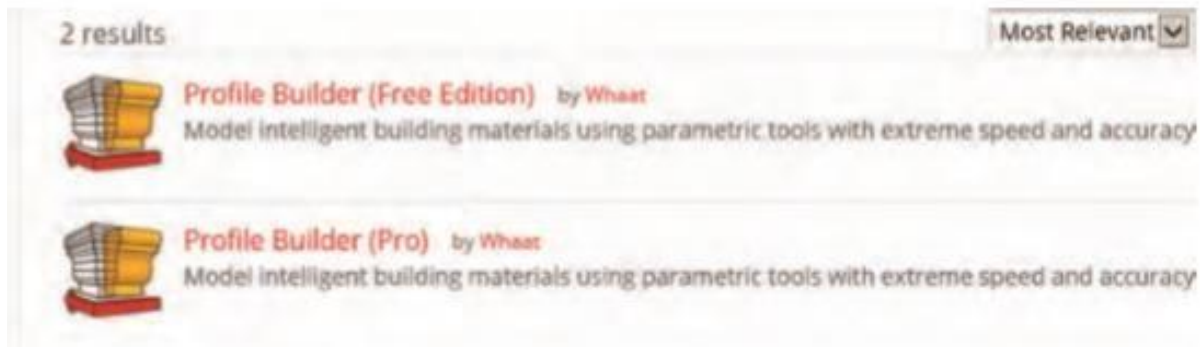 2 results
Most Relevant
Profile Builder (Free Edition) by Whaat
Model intelligent building materials using parametric tools with extreme speed and accuracy
Profile Builder (Pro) by Whaat
Model intelligent building materials using parametric tools with extreme speed and accuracy